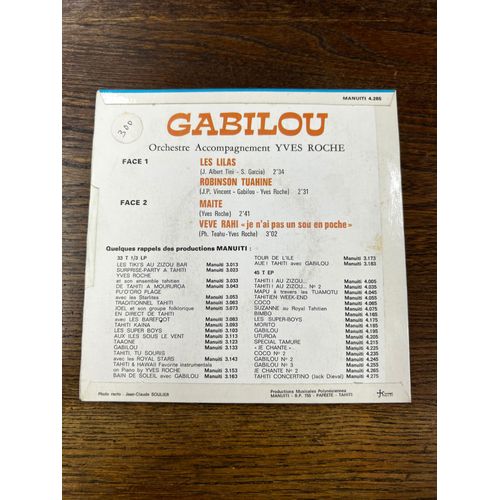 MANUITI 4.285
3,00
GABILOU
Orchestre Accompagnement YVES ROCHE
FACE 1
LES LILAS
(J. Albert Tini - S. Garcia) 2'34
ROBINSON TUAHINE
(J.P. Vincent - Gabilou - Yves Roche) 2'31
FACE 2
MAITE
(Yves Roche) 2'41
VEVE RAHI « je n'ai pas un sou en poche »
(Ph. Teahu-Yves Roche) 3'02
Quelques rappels des productions MANUITI :
33 T 1/3 LP
LES TIKI'S AU ZIZOU BAR Manuiti 3.013
SURPRISE-PARTY A TAHITI Manuiti 3.023
YVES ROCHE
et son ensemble tahitien Manuiti 3.033
DE TAHITI A MOURUROA Manuiti 3.043
PU'O'ORO PLAGE
avec les Starlites Manuiti 3.053
TRADITIONNEL TAHITI Manuiti 3.063
JOEL et son groupe folklorique Manuiti 3.073
EN DIRECT DE TAHITI
avec LES BAREFOOT Manuiti 3.083
TAHITI KAINA Manuiti 3.093
LES SUPER BOYS Manuiti 3.103
AUX ILES SOUS LE VENT Manuiti 3.113
TAAONE Manuiti 3.123
GABILOU Manuiti 3.133
TAHITI, TU SOURIS
avec les ROYAL STARS Manuiti 3.143
TAHITI & HAWAII Favorite instrumentals
on Piano by YVES ROCHE Manuiti 3.153
BAIN DE SOLEIL avec GABILOU Manuiti 3.163
TOUR DE L'ILE Manuiti 3.173
AUE ! TAHITI avec GABILOU Manuiti 3.183
45 T EP
TAHITI AU ZIZOU... Manuiti 4.005
TAHITI AU ZIZOU... N° 2 Manuiti 4.035
MAPU à travers les TUAMOTU Manuiti 4.045
TAHITIEN WEEK-END Manuiti 4.055
COCO Manuiti 4.065
SUZANNE au Royal Tahitien Manuiti 4.075
BIMBO Manuiti 4.165
LES SUPER-BOYS Manuiti 4.175
MORITO Manuiti 4.185
GABILOU Manuiti 4.195
UTUROA Manuiti 4.205
SPECIAL TAMURE Manuiti 4.215
« JE CHANTE » Manuiti 4.225
COCO N° 2 Manuiti 4.235
GABILOU N° 2 Manuiti 4.245
GABILOU N° 3 Manuiti 4.255
JE CHANTE N° 2 Manuiti 4.265
TAHITI CONCERTINO (Jack Diéval) Manuiti 4.275
Photo recto : Jean-Claude SOULIER
Productions Musicales Polynésiennes
MANUITI - B.P. 755 - PAPEETE - TAHITI